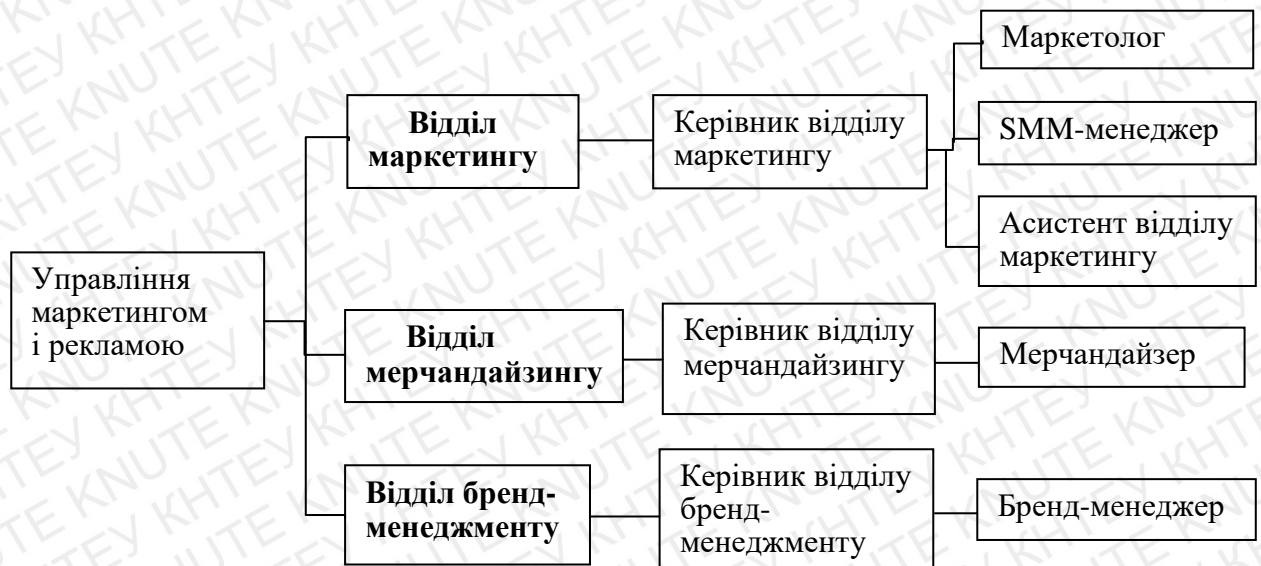 Управління
маркетингом
і рекламою
Відділ
маркетингу
Керівник відділу
маркетингу
Маркетолог
SMM-менеджер
Асистент відділу
маркетингу
Відділ
мерчандайзингу
Керівник відділу
мерчандайзингу
Мерчандайзер
Відділ бренд-
менеджменту
Керівник відділу
бренд-
менеджменту
Бренд-менеджер